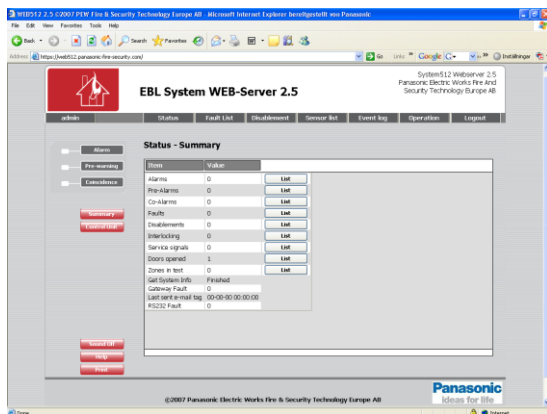 WEB512 2.5 ©2007 PEW Fire & Security Technology Europe AB - Microsoft Internet Explorer bereitgestellt von Panasonic
File Edit View Favorites Tools Help
Back Search Favorites
Address https://web512.panasonic-fire-security.com/ Go Links Google G Inställningar
System512 Webserver 2.5
Panasonic Electric Works Fire And
Security Technology Europe AB
EBL System WEB-Server 2.5
admin Status Fault List Disablement Sensor list Event log Operation Logout
Status - Summary
Alarm
Pre-warning
Coincidence
Summary
Control Unit
Item Value
Alarms 0 List
Pre-Alarms 0 List
Co-Alarms 0 List
Faults 0 List
Disablements 0 List
Interlocking 0 List
Service signals 0 List
Doors opened 1 List
Zones in test 0 List
Get System Info Finished
Gateway Fault 0
Last sent e-mail tag 00-00-00 00:00:00
RS232 Fault 0
Sound Off
Help
Print
©2007 Panasonic Electric Works Fire & Security Technology Europe AB
Panasonic
ideas for life
Done Internet